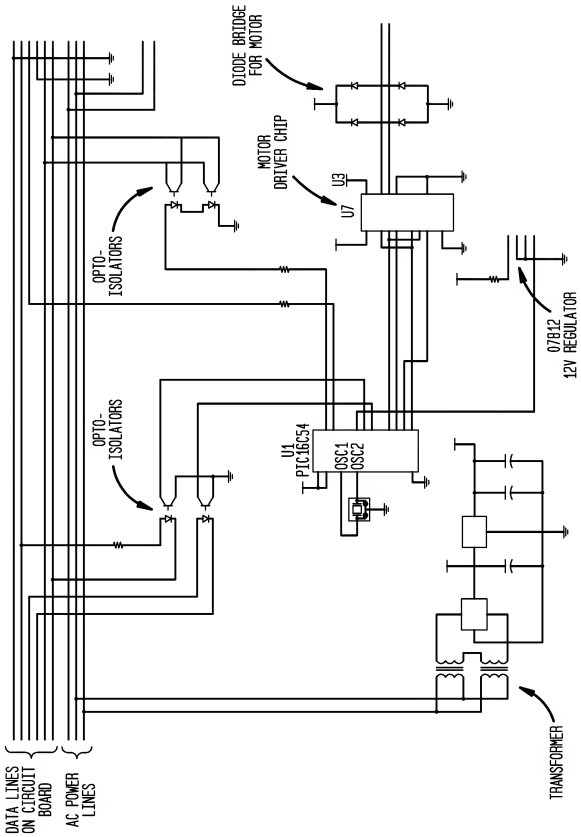 DIODE BRIDGE
FOR MOTOR
MOTOR
DRIVER CHIP
U3
U7
OPTO-
ISOLATORS
07812
12V REGULATOR
OPTO-
ISOLATORS
U1
PIC16C54
OSC1
OSC2
TRANSFORMER
DATA LINES
ON CIRCUIT
BOARD
AC POWER
LINES